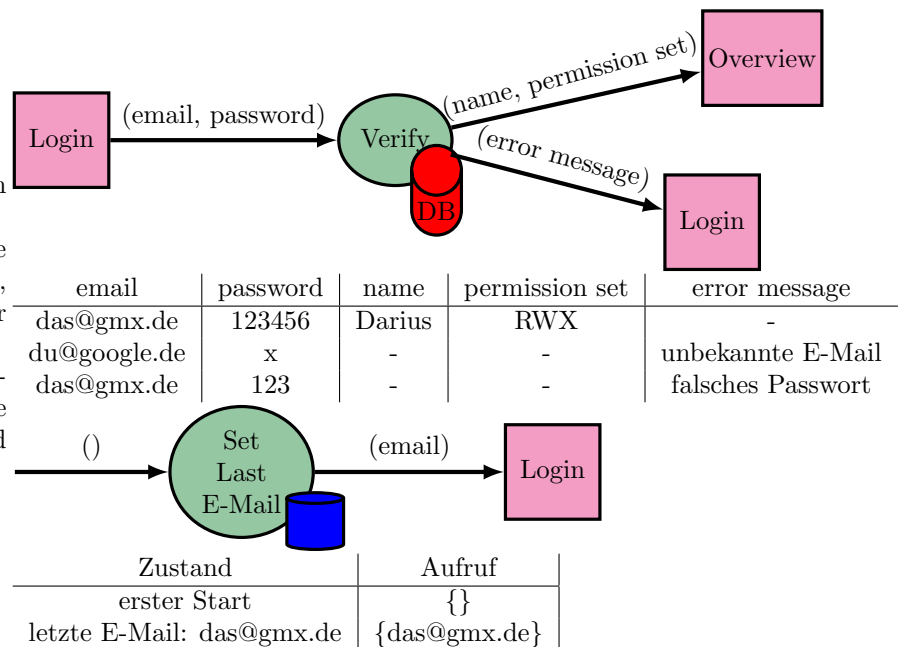 Overview
(name, permission set)
(email, password)
Login
Verify
(error message)
DB
Login
n
e
,
r
-
e
d
email password name permission set error message
das@gmx.de 123456 Darius RWX -
du@google.de x - - unbekannte E-Mail
das@gmx.de 123 - - falsches Passwort
()
Set
Last
E-Mail
(email)
Login
Zustand Aufruf
erster Start {}
letzte E-Mail: das@gmx.de {das@gmx.de}